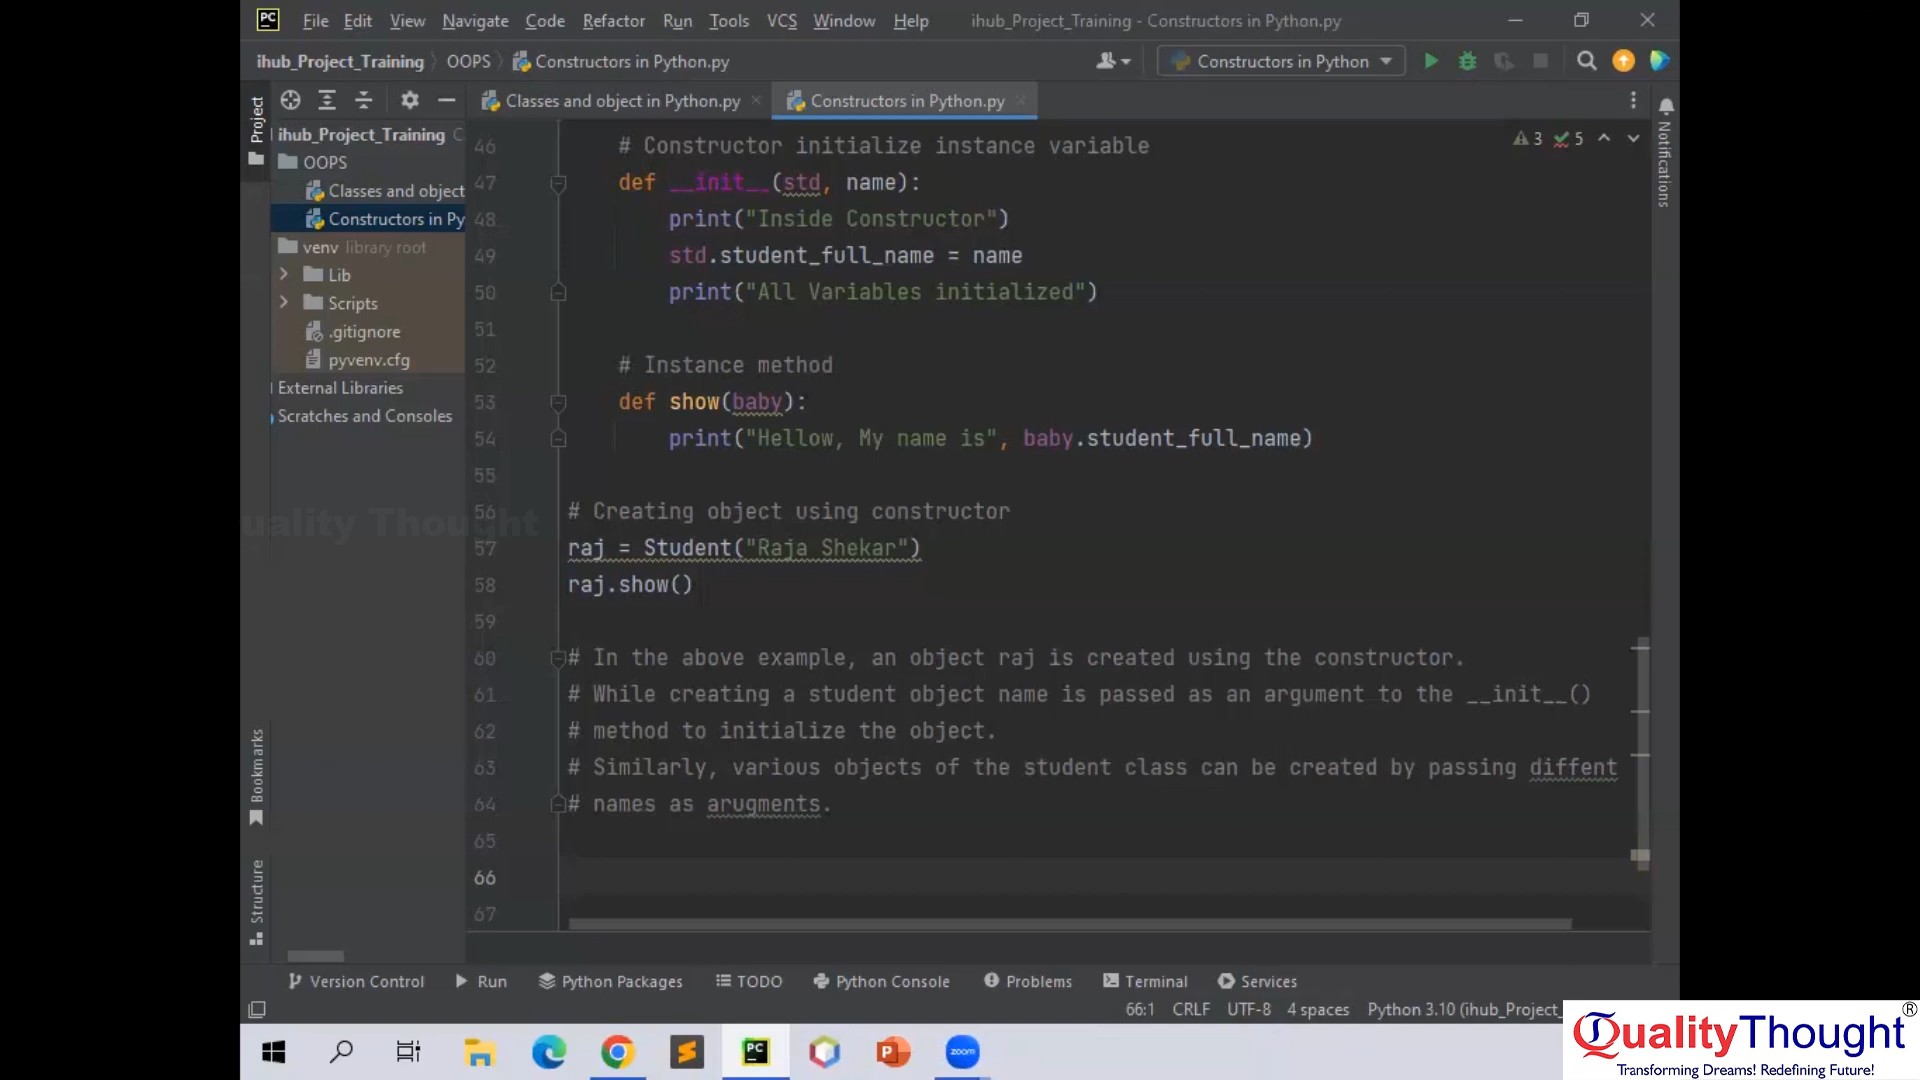 PC File Edit View Navigate Code Refactor Run Tools VCS Window Help ihub_Project_Training - Constructors in Python.py
ihub_Project_Training OOPS Constructors in Python.py Constructors in Python
Project Classes and object in Python.py Constructors in Python.py Notifications
ihub_Project_Training C
OOPS
Classes and object
Constructors in Py
venv library root
Lib
Scripts
.gitignore
pyvenv.cfg
External Libraries
Scratches and Consoles
3 5
46 # Constructor initialize instance variable
47 def __init__(std, name):
48 print("Inside Constructor")
49 std.student_full_name = name
50 print("All Variables initialized")
51
52 # Instance method
53 def show(baby):
54 print("Hellow, My name is", baby.student_full_name)
55
56 # Creating object using constructor
57 raj = Student("Raja Shekar")
58 raj.show()
59
60 # In the above example, an object raj is created using the constructor.
61 # While creating a student object name is passed as an argument to the __init__()
62 # method to initialize the object.
63 # Similarly, various objects of the student class can be created by passing diffent
64 # names as arugments.
65
66
67
uality Thought
Bookmarks
Structure
Version Control Run Python Packages TODO Python Console Problems Terminal Services
66:1 CRLF UTF-8 4 spaces Python 3.10 (ihub_Project_
PC P zoom
QualityThought®
Transforming Dreams! Redefining Future!